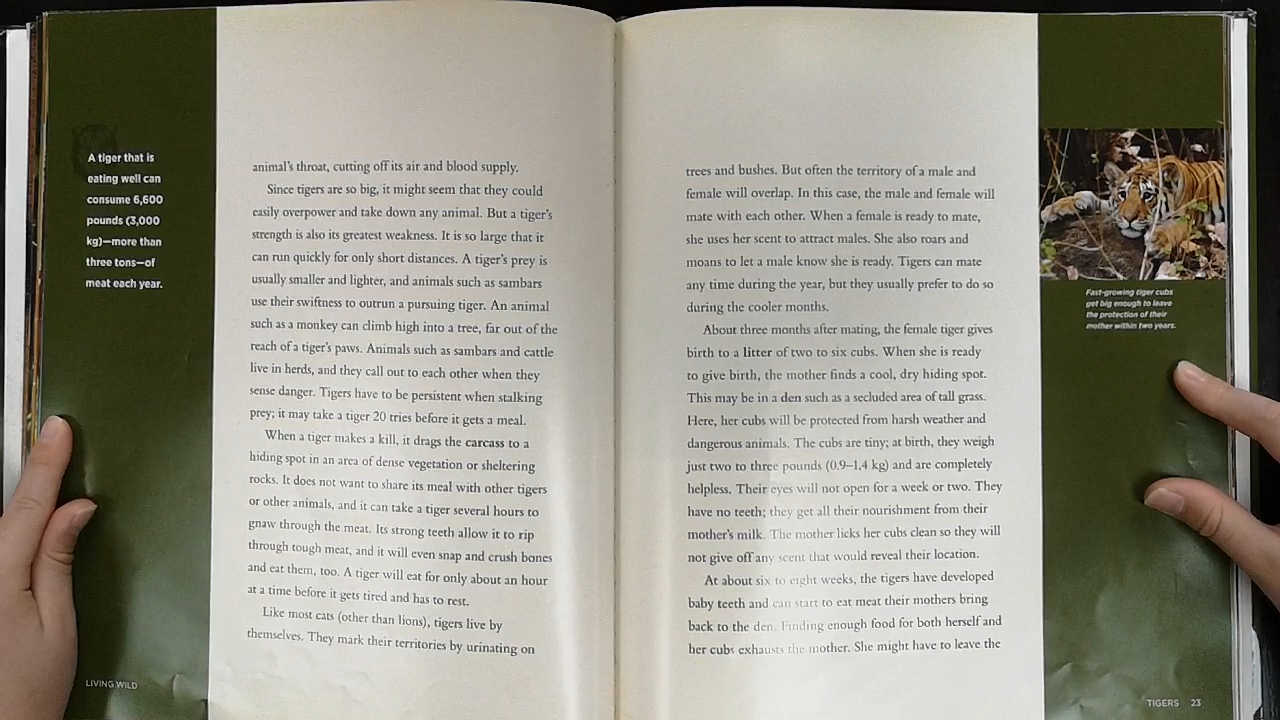 A tiger that is
eating well can
consume 6,600
pounds (3,000
kg)—more than
three tons—of
meat each year.
animal's throat, cutting off its air and blood supply.
Since tigers are so big, it might seem that they could
easily overpower and take down any animal. But a tiger's
strength is also its greatest weakness. It is so large that it
can run quickly for only short distances. A tiger's prey is
usually smaller and lighter, and animals such as sambars
use their swiftness to outrun a pursuing tiger. An animal
such as a monkey can climb high into a tree, far out of the
reach of a tiger's paws. Animals such as sambars and cattle
live in herds, and they call out to each other when they
sense danger. Tigers have to be persistent when stalking
prey; it may take a tiger 20 tries before it gets a meal.
When a tiger makes a kill, it drags the carcass to a
hiding spot in an area of dense vegetation or sheltering
rocks. It does not want to share its meal with other tigers
or other animals, and it can take a tiger several hours to
gnaw through the meat. Its strong teeth allow it to rip
through tough meat, and it will even snap and crush bones
and eat them, too. A tiger will eat for only about an hour
at a time before it gets tired and has to rest.
Like most cats (other than lions), tigers live by
themselves. They mark their territories by urinating on
LIVING WILD
trees and bushes. But often the territory of a male and
female will overlap. In this case, the male and female will
mate with each other. When a female is ready to mate,
she uses her scent to attract males. She also roars and
moans to let a male know she is ready. Tigers can mate
any time during the year, but they usually prefer to do so
during the cooler months.
About three months after mating, the female tiger gives
birth to a litter of two to six cubs. When she is ready
to give birth, the mother finds a cool, dry hiding spot.
This may be in a den such as a secluded area of tall grass.
Here, her cubs will be protected from harsh weather and
dangerous animals. The cubs are tiny; at birth, they weigh
just two to three pounds (0.9–1.4 kg) and are completely
helpless. Their eyes will not open for a week or two. They
have no teeth; they get all their nourishment from their
mother's milk. The mother licks her cubs clean so they will
not give off any scent that would reveal their location.
At about six to eight weeks, the tigers have developed
baby teeth and can start to eat meat their mothers bring
back to the den. Finding enough food for both herself and
her cubs exhausts the mother. She might have to leave the
Fast-growing tiger cubs
get big enough to leave
the protection of their
mother within two years.
TIGERS 23